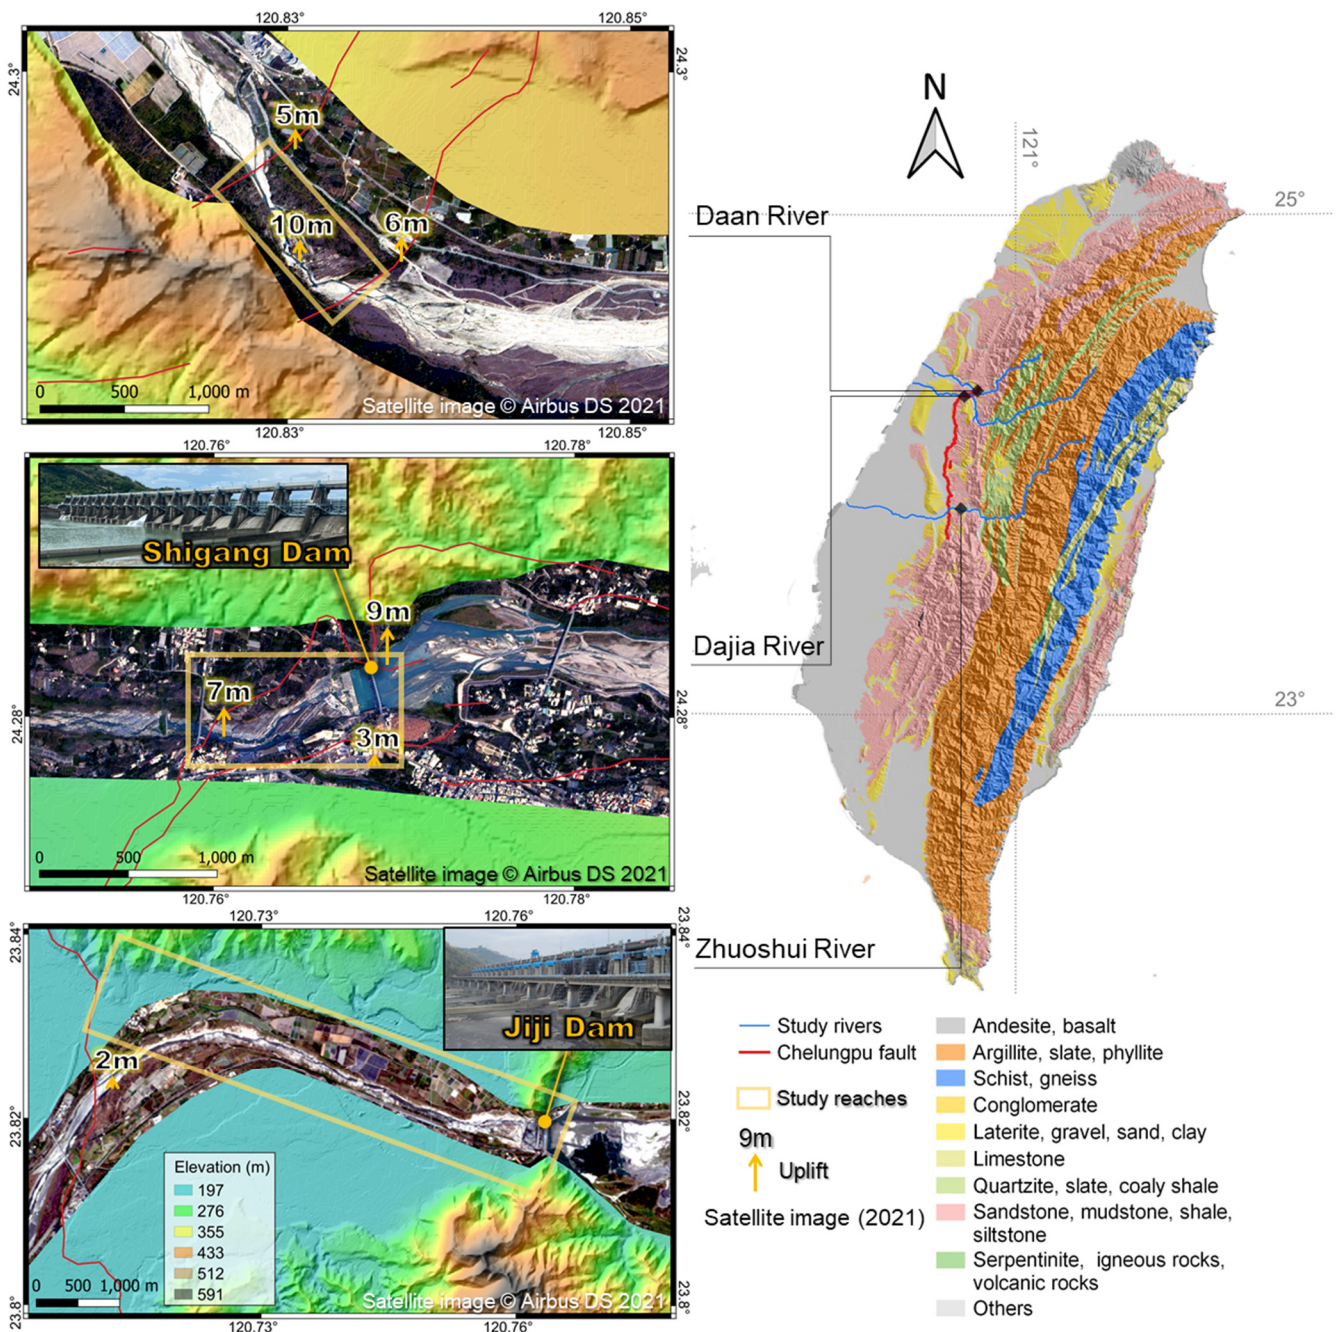 120.83°
120.85°
24.3°
24.3°
5m
10m
6m
0 500 1,000 m
Satellite image © Airbus DS 2021
120.83°
120.85°
120.76°
120.78°
Shigang Dam
9m
7m
3m
24.28°
24.28°
0 500 1,000 m
Satellite image © Airbus DS 2021
120.76°
120.78°
120.73°
120.76°
23.84°
23.84°
Jiji Dam
2m
23.82°
23.82°
Elevation (m)
197
276
355
433
512
591
0 500 1,000 m
Satellite image © Airbus DS 2021
23.8°
23.8°
120.73°
120.76°
N
121°
25°
23°
Daan River
Dajia River
Zhuoshui River
Study rivers
Chelungpu fault
Study reaches
9m
Uplift
Satellite image (2021)
Andesite, basalt
Argillite, slate, phyllite
Schist, gneiss
Conglomerate
Laterite, gravel, sand, clay
Limestone
Quartzite, slate, coaly shale
Sandstone, mudstone, shale,
siltstone
Serpentinite, igneous rocks,
volcanic rocks
Others